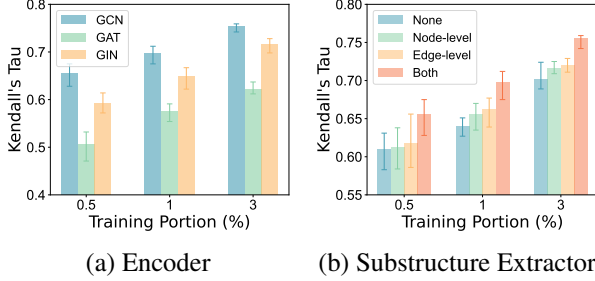 0.8
0.7
0.6
0.5
0.4
Kendall's Tau
GCN
GAT
GIN
0.5
1
3
Training Portion (%)
(a) Encoder
0.80
0.75
0.70
0.65
0.60
0.55
Kendall's Tau
None
Node-level
Edge-level
Both
0.5
1
3
Training Portion (%)
(b) Substructure Extractor